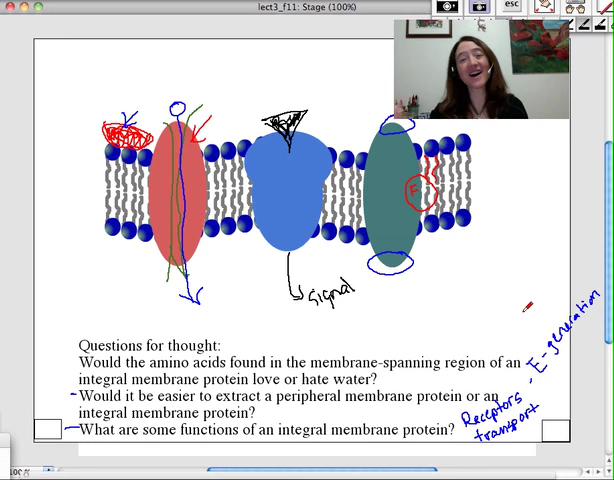 lect3_f11: Stage (100%)
esc
F
signal
Questions for thought:
Would the amino acids found in the membrane-spanning region of an
integral membrane protein love or hate water?
-Would it be easier to extract a peripheral membrane protein or an
integral membrane protein?
-What are some functions of an integral membrane protein?
Receptors
transport
, E-generation
100%